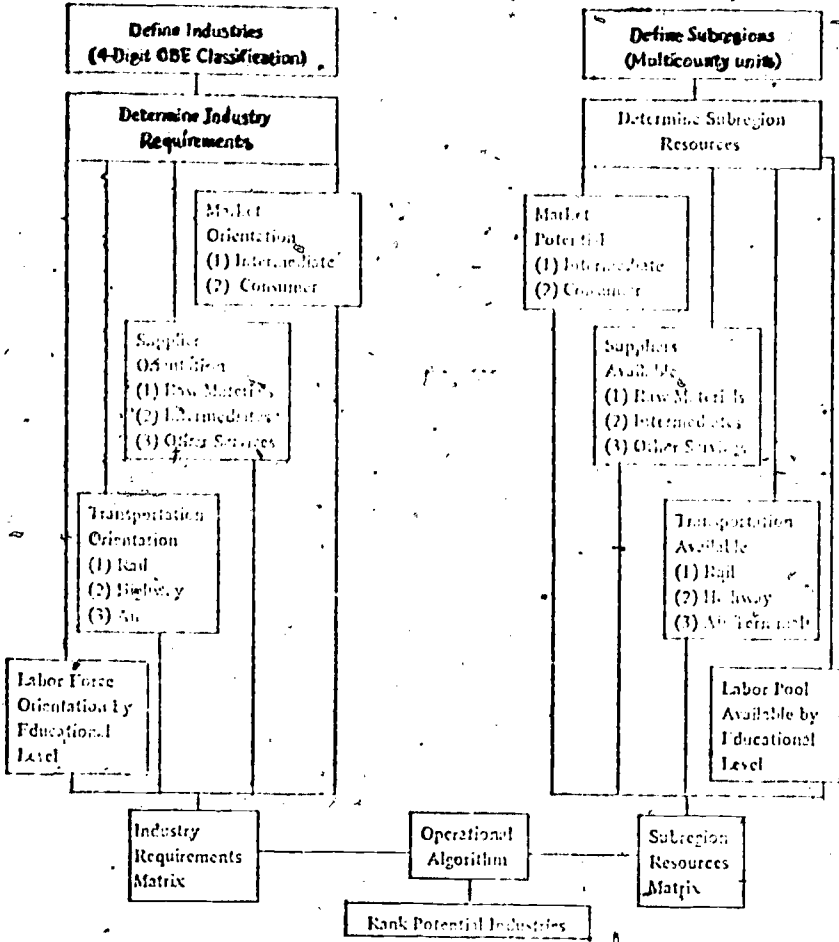 Define Industries
(4-Digit OBE Classification)
Determine Industry
Requirements
Market
Orientation
(1) Intermediate
(2) Consumer
Supplier
Orientation
(1) Raw Materials
(2) Intermediates
(3) Other Services
Transportation
Orientation
(1) Rail
(2) Highway
(3) Air
Labor Force
Orientation by
Educational
Level
Industry
Requirements
Matrix
Define Subregions
(Multicounty units)
Determine Subregion
Resources
Market
Potential
(1) Intermediate
(2) Consumer
Suppliers
Available
(1) Raw Materials
(2) Intermediates
(3) Other Services
Transportation
Available
(1) Rail
(2) Highway
(3) Air Terminals
Labor Pool
Available by
Educational
Level
Subregion
Resources
Matrix
Operational
Algorithm
Rank Potential Industries